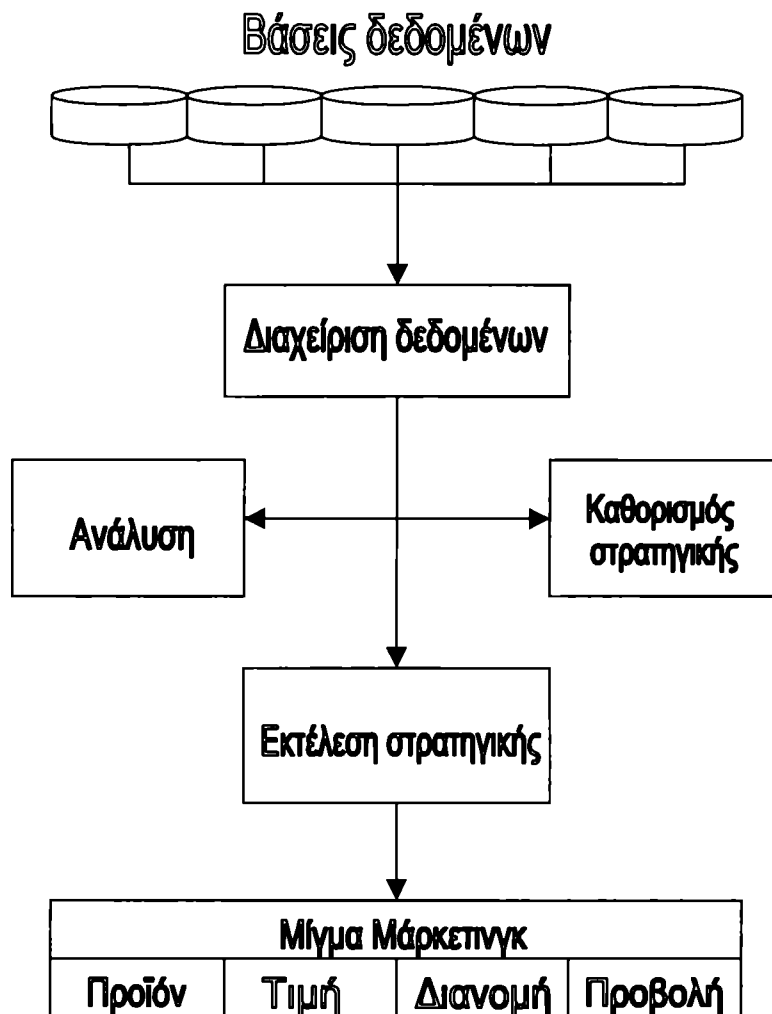 Βάσεις δεδομένων
Διαχείριση δεδομένων
Ανάλυση
Καθορισμός
στρατηγικής
Εκτέλεση στρατηγικής
Μίγμα Μάρκετινγκ
Προϊόν
Τιμή
Διανομή
Προβολή